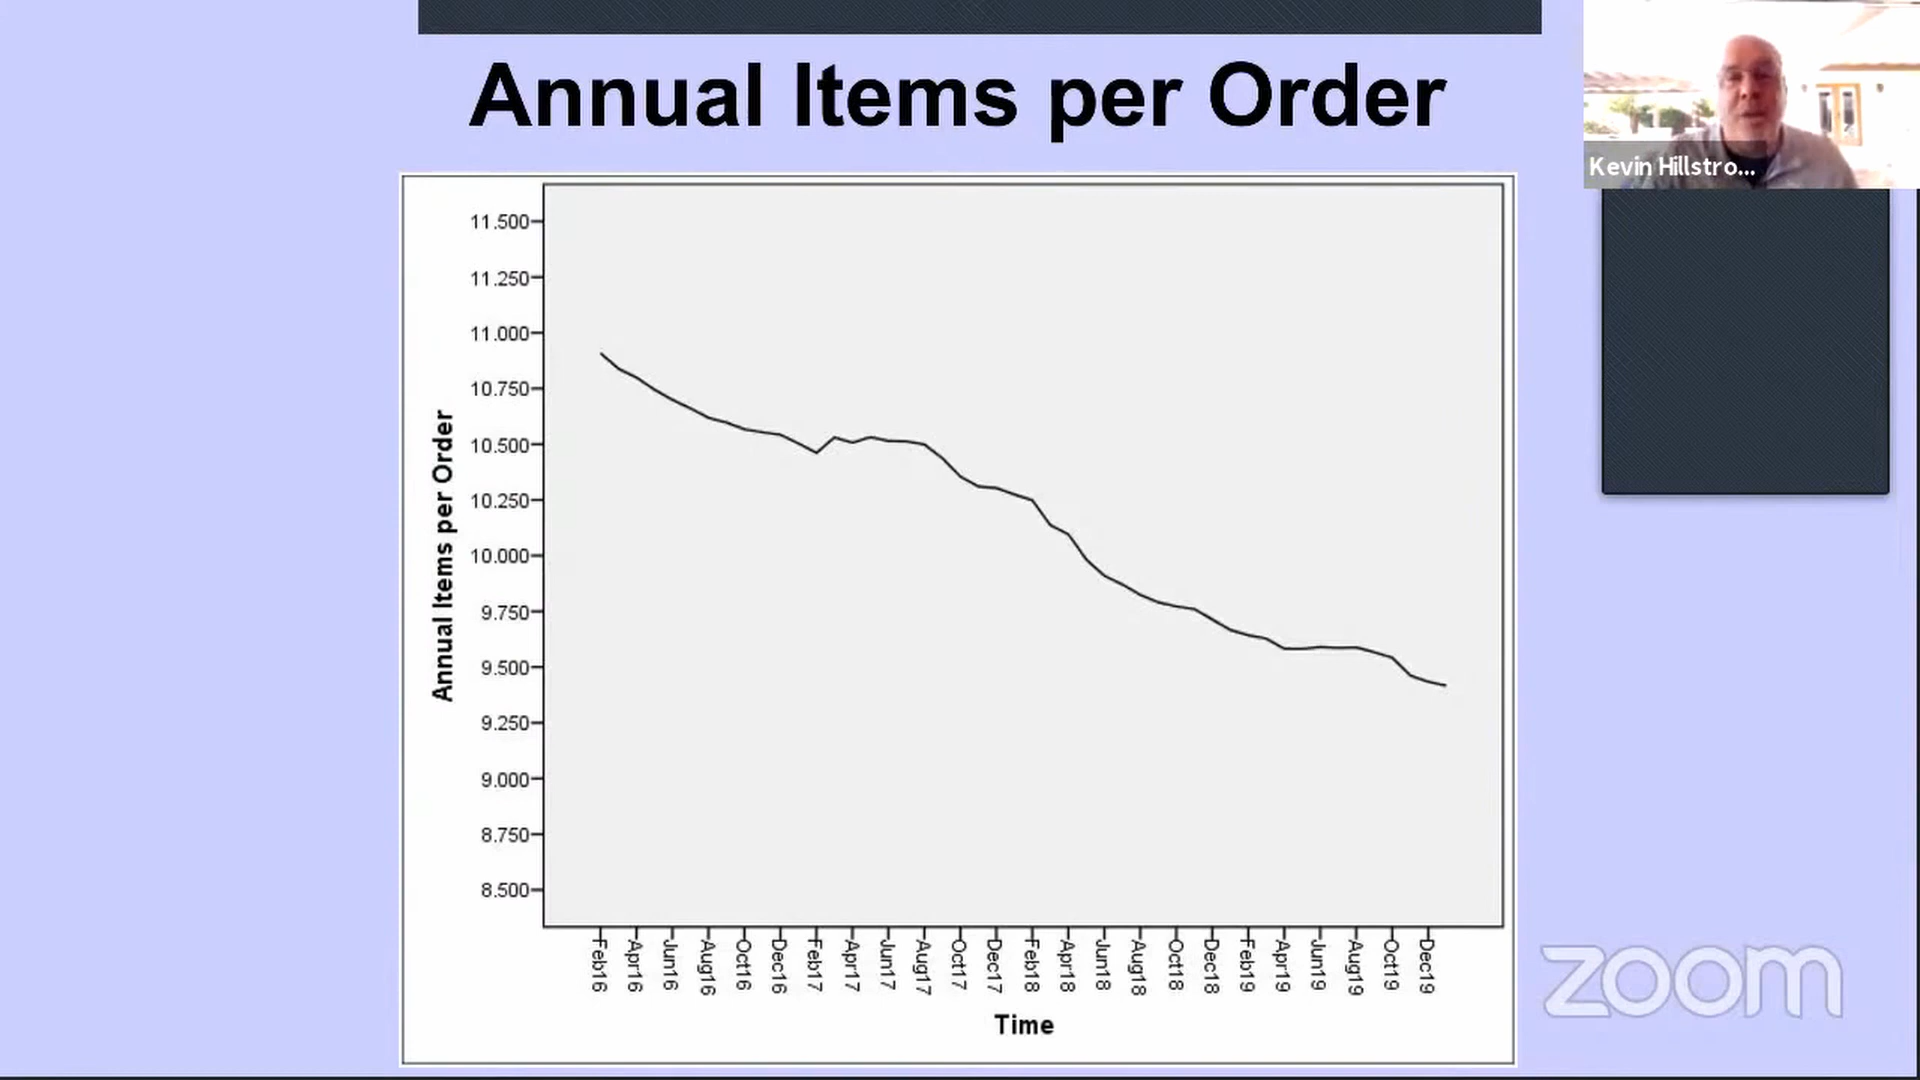 Annual Items per Order
Kevin Hillstro...
Annual Items per Order
11.500
11.250
11.000
10.750
10.500
10.250
10.000
9.750
9.500
9.250
9.000
8.750
8.500
Feb16
Apr16
Jun16
Aug16
Oct16
Dec16
Feb17
Apr17
Jun17
Aug17
Oct17
Dec17
Feb18
Apr18
Jun18
Aug18
Oct18
Dec18
Feb19
Apr19
Jun19
Aug19
Oct19
Dec19
Time
zoom